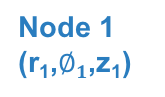 Node 1
(r₁,∅₁,z₁)